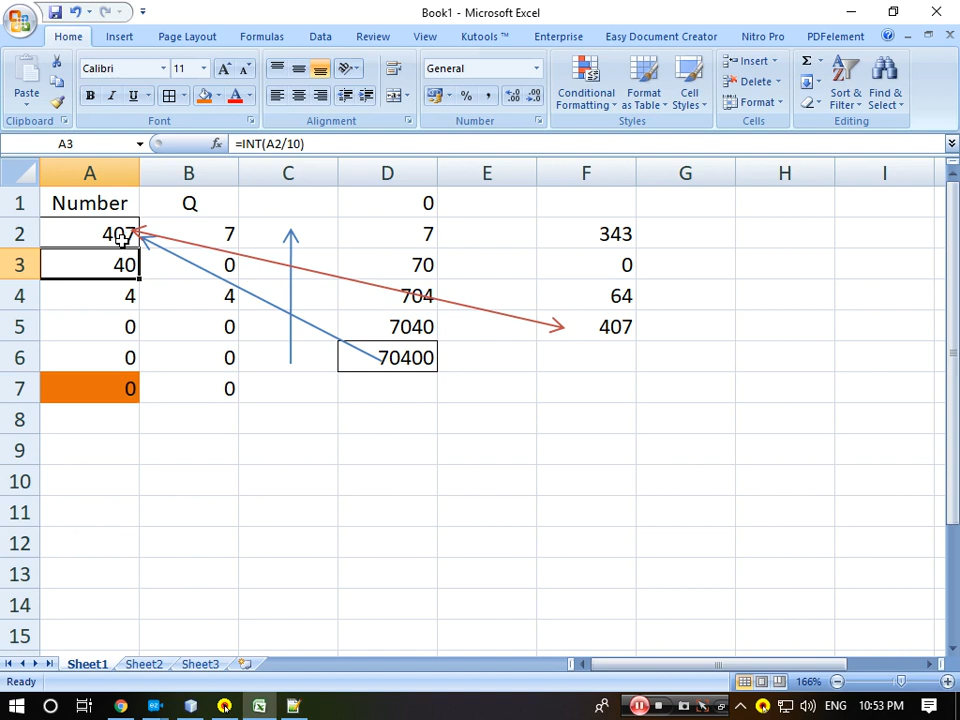 Book1 - Microsoft Excel
Home Insert Page Layout Formulas Data Review View Kutools ™ Enterprise Easy Document Creator Nitro Pro PDFelement
Paste
Clipboard
Calibri 11
B I U
Font
Alignment
General
% ,
Number
Conditional Formatting
Format as Table
Cell Styles
Styles
Insert
Delete
Format
Cells
Σ
Sort & Filter
Find & Select
Editing
A3 fx =INT(A2/10)
A B C D E F G H I
1 Number Q 0
2 407 7 7 343
3 40 0 70 0
4 4 4 704 64
5 0 0 7040 407
6 0 0 70400
7 0 0
8
9
10
11
12
13
14
15
Sheet1 Sheet2 Sheet3
Ready 166%
ENG 10:53 PM